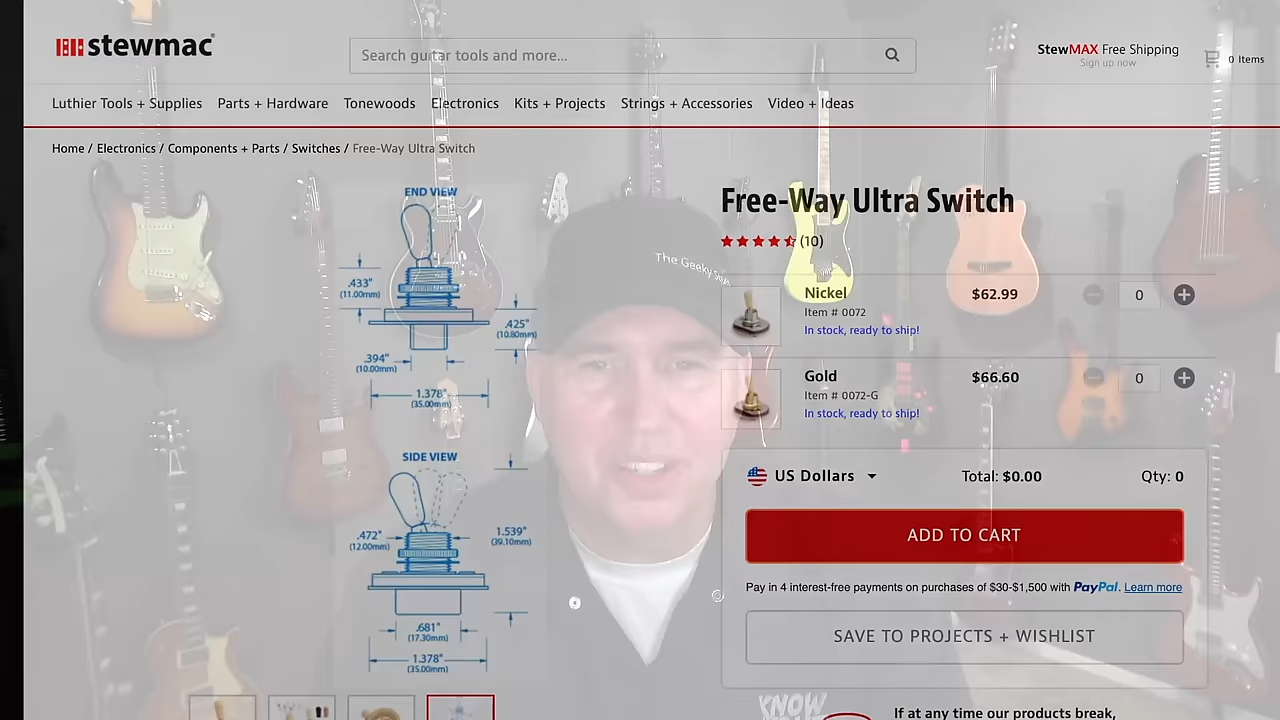 stewmac
Search guitar tools and more...
StewMAX Free Shipping
Sign up now
0 Items
Luthier Tools + Supplies Parts + Hardware Tonewoods Electronics Kits + Projects Strings + Accessories Video + Ideas
Home / Electronics / Components + Parts / Switches / Free-Way Ultra Switch
END VIEW
.433"
(11.00mm)
.425"
(10.80mm)
.394"
(10.00mm)
1.378"
(35.00mm)
SIDE VIEW
.472"
(12.00mm)
1.539"
(39.10mm)
.681"
(17.30mm)
1.378"
(35.00mm)
The Geeky
Free-Way Ultra Switch
(10)
Nickel
Item # 0072
In stock, ready to ship!
$62.99
0
Gold
Item # 0072-G
In stock, ready to ship!
$66.60
0
US Dollars
Total: $0.00
Qty: 0
ADD TO CART
Pay in 4 interest-free payments on purchases of $30-$1,500 with PayPal. Learn more
SAVE TO PROJECTS + WISHLIST
KNOW
If at any time our products break,